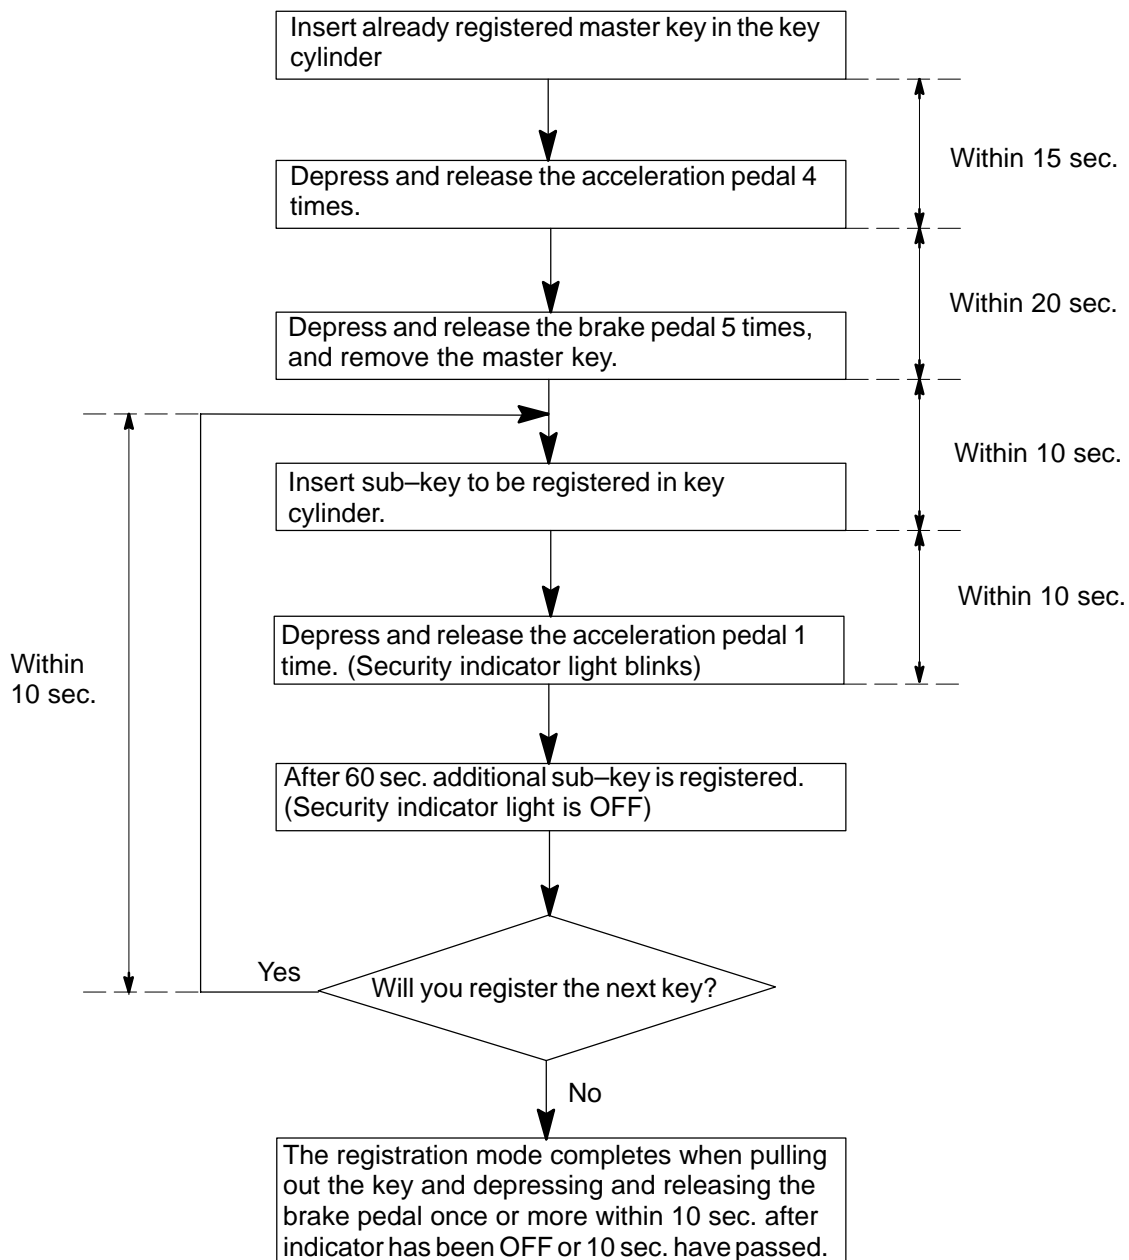 Insert already registered master key in the key
cylinder
Within 15 sec.
Depress and release the acceleration pedal 4
times.
Within 20 sec.
Depress and release the brake pedal 5 times,
and remove the master key.
Within 10 sec.
Insert sub–key to be registered in key
cylinder.
Within 10 sec.
Depress and release the acceleration pedal 1
time. (Security indicator light blinks)
Within
10 sec.
After 60 sec. additional sub–key is registered.
(Security indicator light is OFF)
Yes
Will you register the next key?
No
The registration mode completes when pulling
out the key and depressing and releasing the
brake pedal once or more within 10 sec. after
indicator has been OFF or 10 sec. have passed.